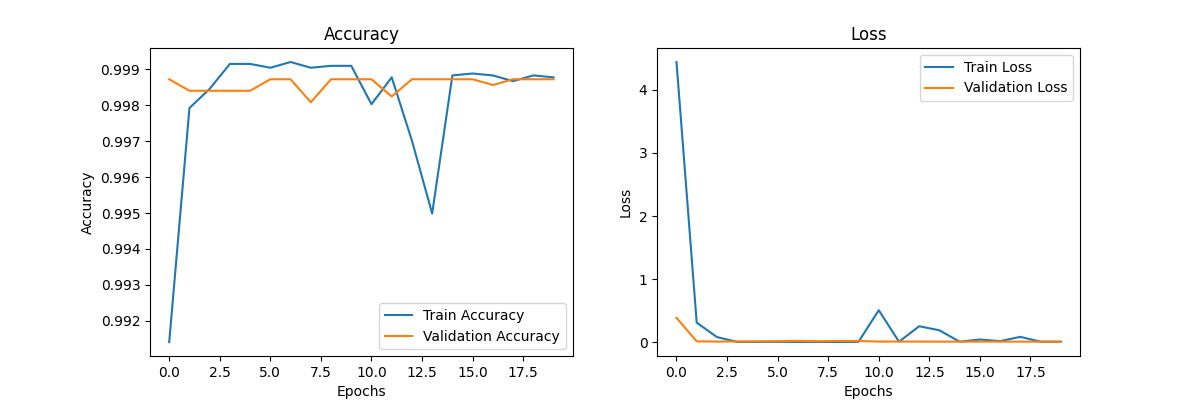 Accuracy
Accuracy
0.999
0.998
0.997
0.996
0.995
0.994
0.993
0.992
0.0 2.5 5.0 7.5 10.0 12.5 15.0 17.5
Epochs
Train Accuracy
Validation Accuracy
Loss
Loss
4
3
2
1
0
0.0 2.5 5.0 7.5 10.0 12.5 15.0 17.5
Epochs
Train Loss
Validation Loss